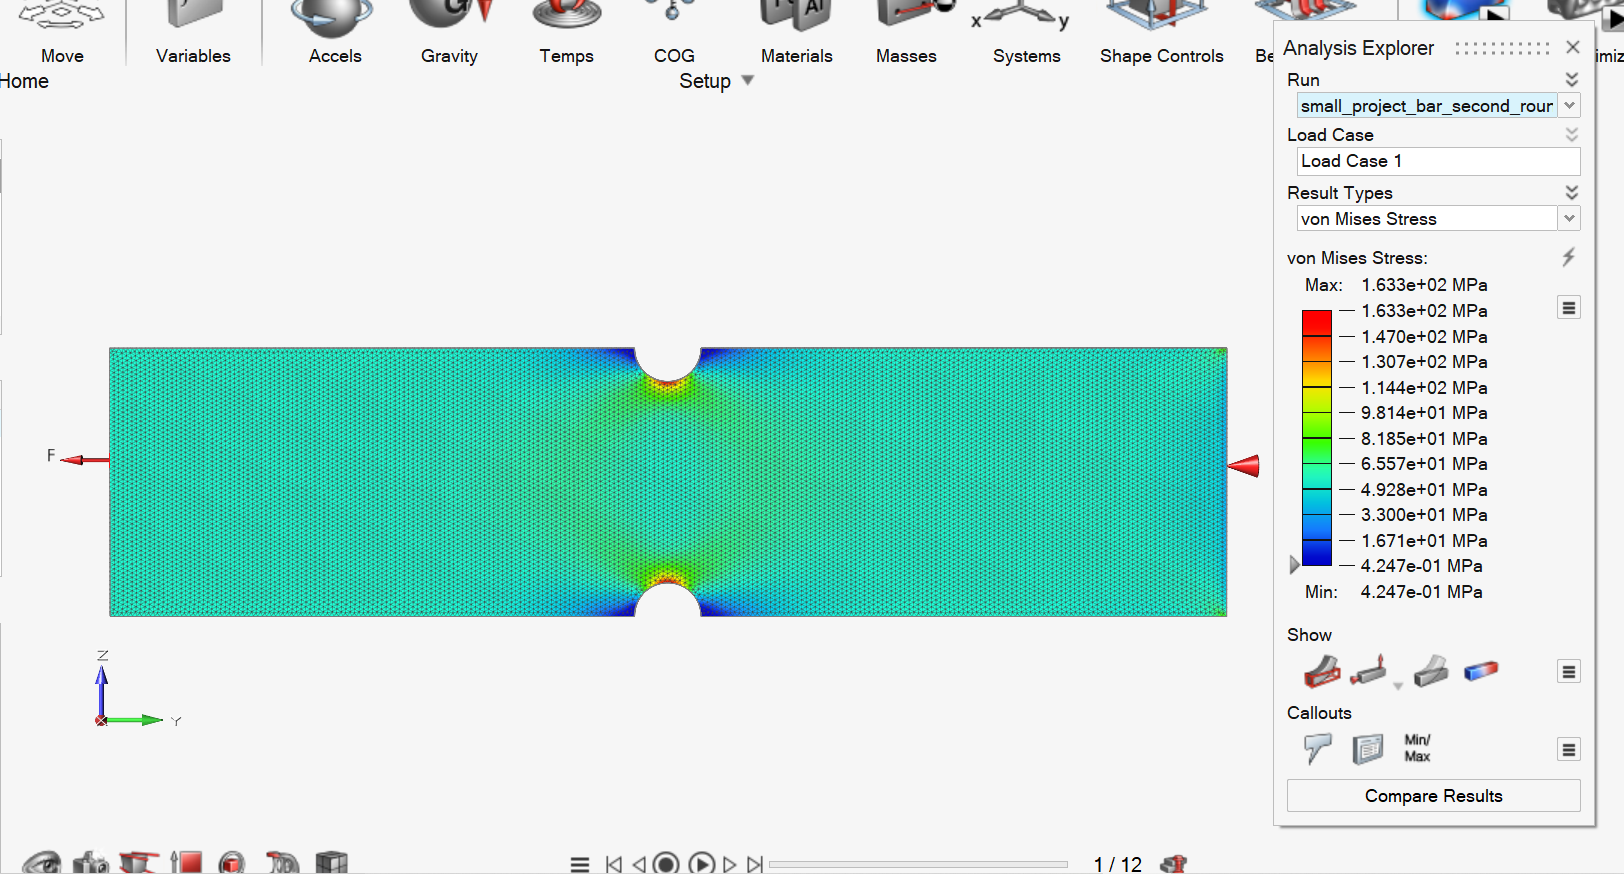 Move
Variables
Accels
Gravity
Temps
COG
Materials
Masses
Systems
Shape Controls
Home
Setup
x
y
Analysis Explorer
Run
small_project_bar_second_rour
Load Case
Load Case 1
Result Types
von Mises Stress
von Mises Stress:
Max: 1.633e+02 MPa
1.633e+02 MPa
1.470e+02 MPa
1.307e+02 MPa
1.144e+02 MPa
9.814e+01 MPa
8.185e+01 MPa
6.557e+01 MPa
4.928e+01 MPa
3.300e+01 MPa
1.671e+01 MPa
4.247e-01 MPa
Min: 4.247e-01 MPa
Show
Callouts
Min/
Max
Compare Results
F
Z
Y
1 / 12